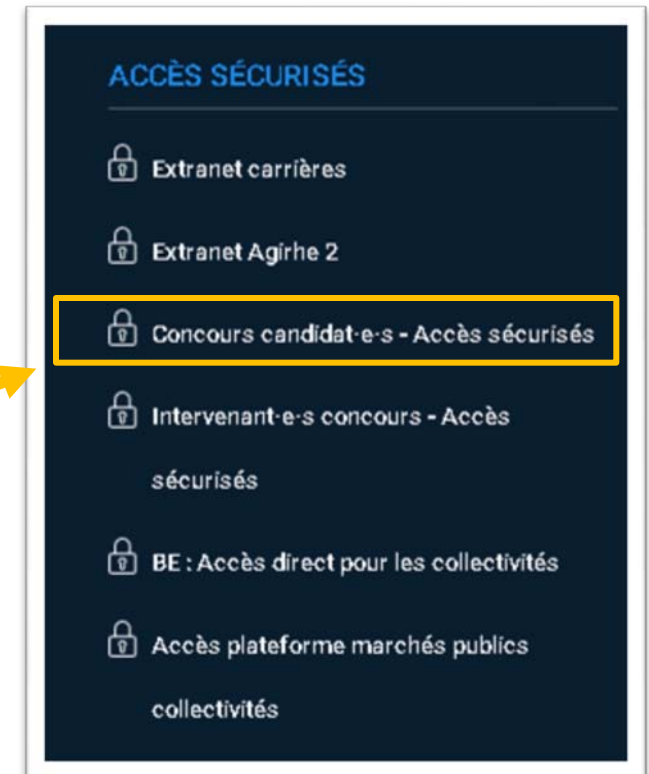 ACCÈS SÉCURISÉS
Extranet carrières
Extranet Agirhe 2
Concours candidat·e·s - Accès sécurisés
Intervenant·e·s concours - Accès
sécurisés
BE : Accès direct pour les collectivités
Accès plateforme marchés publics
collectivités